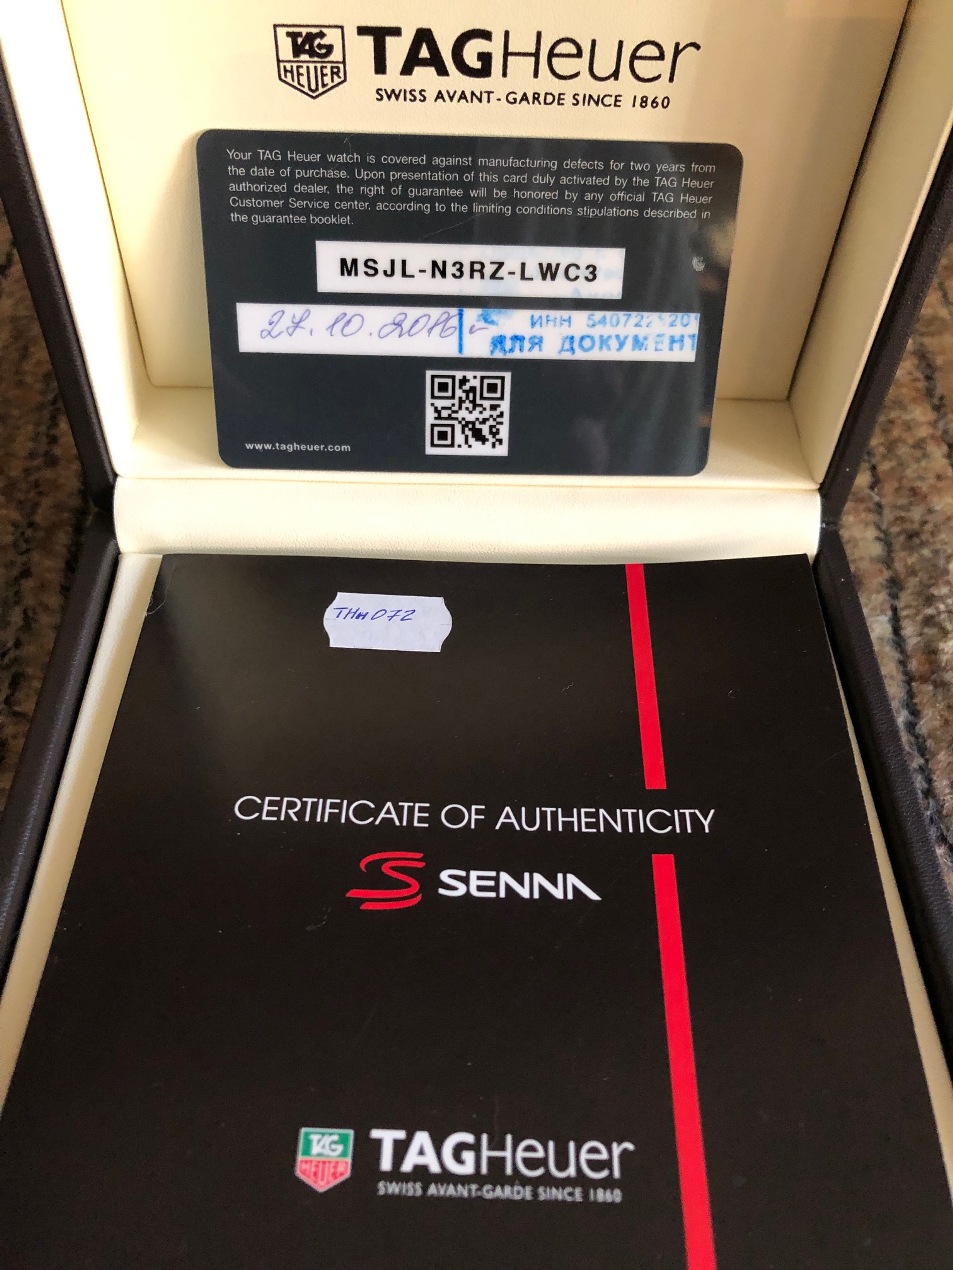 TAG
HEUER
TAGHeuer
SWISS AVANT-GARDE SINCE 1860
Your TAG Heuer watch is covered against manufacturing defects for two years from
the date of purchase. Upon presentation of this card duly activated by the TAG Heuer
authorized dealer, the right of guarantee will be honored by any official TAG Heuer
Customer Service center, according to the limiting conditions stipulations described in
the guarantee booklet.
MSJL-N3RZ-LWC3
27.10.2016 г
ИНН
ДЛЯ ДОКУМЕНТ
www.tagheuer.com
CERTIFICATE OF AUTHENTICITY
SENNA
TAG
HEUER
TAGHeuer
SWISS AVANT-GARDE SINCE 1860